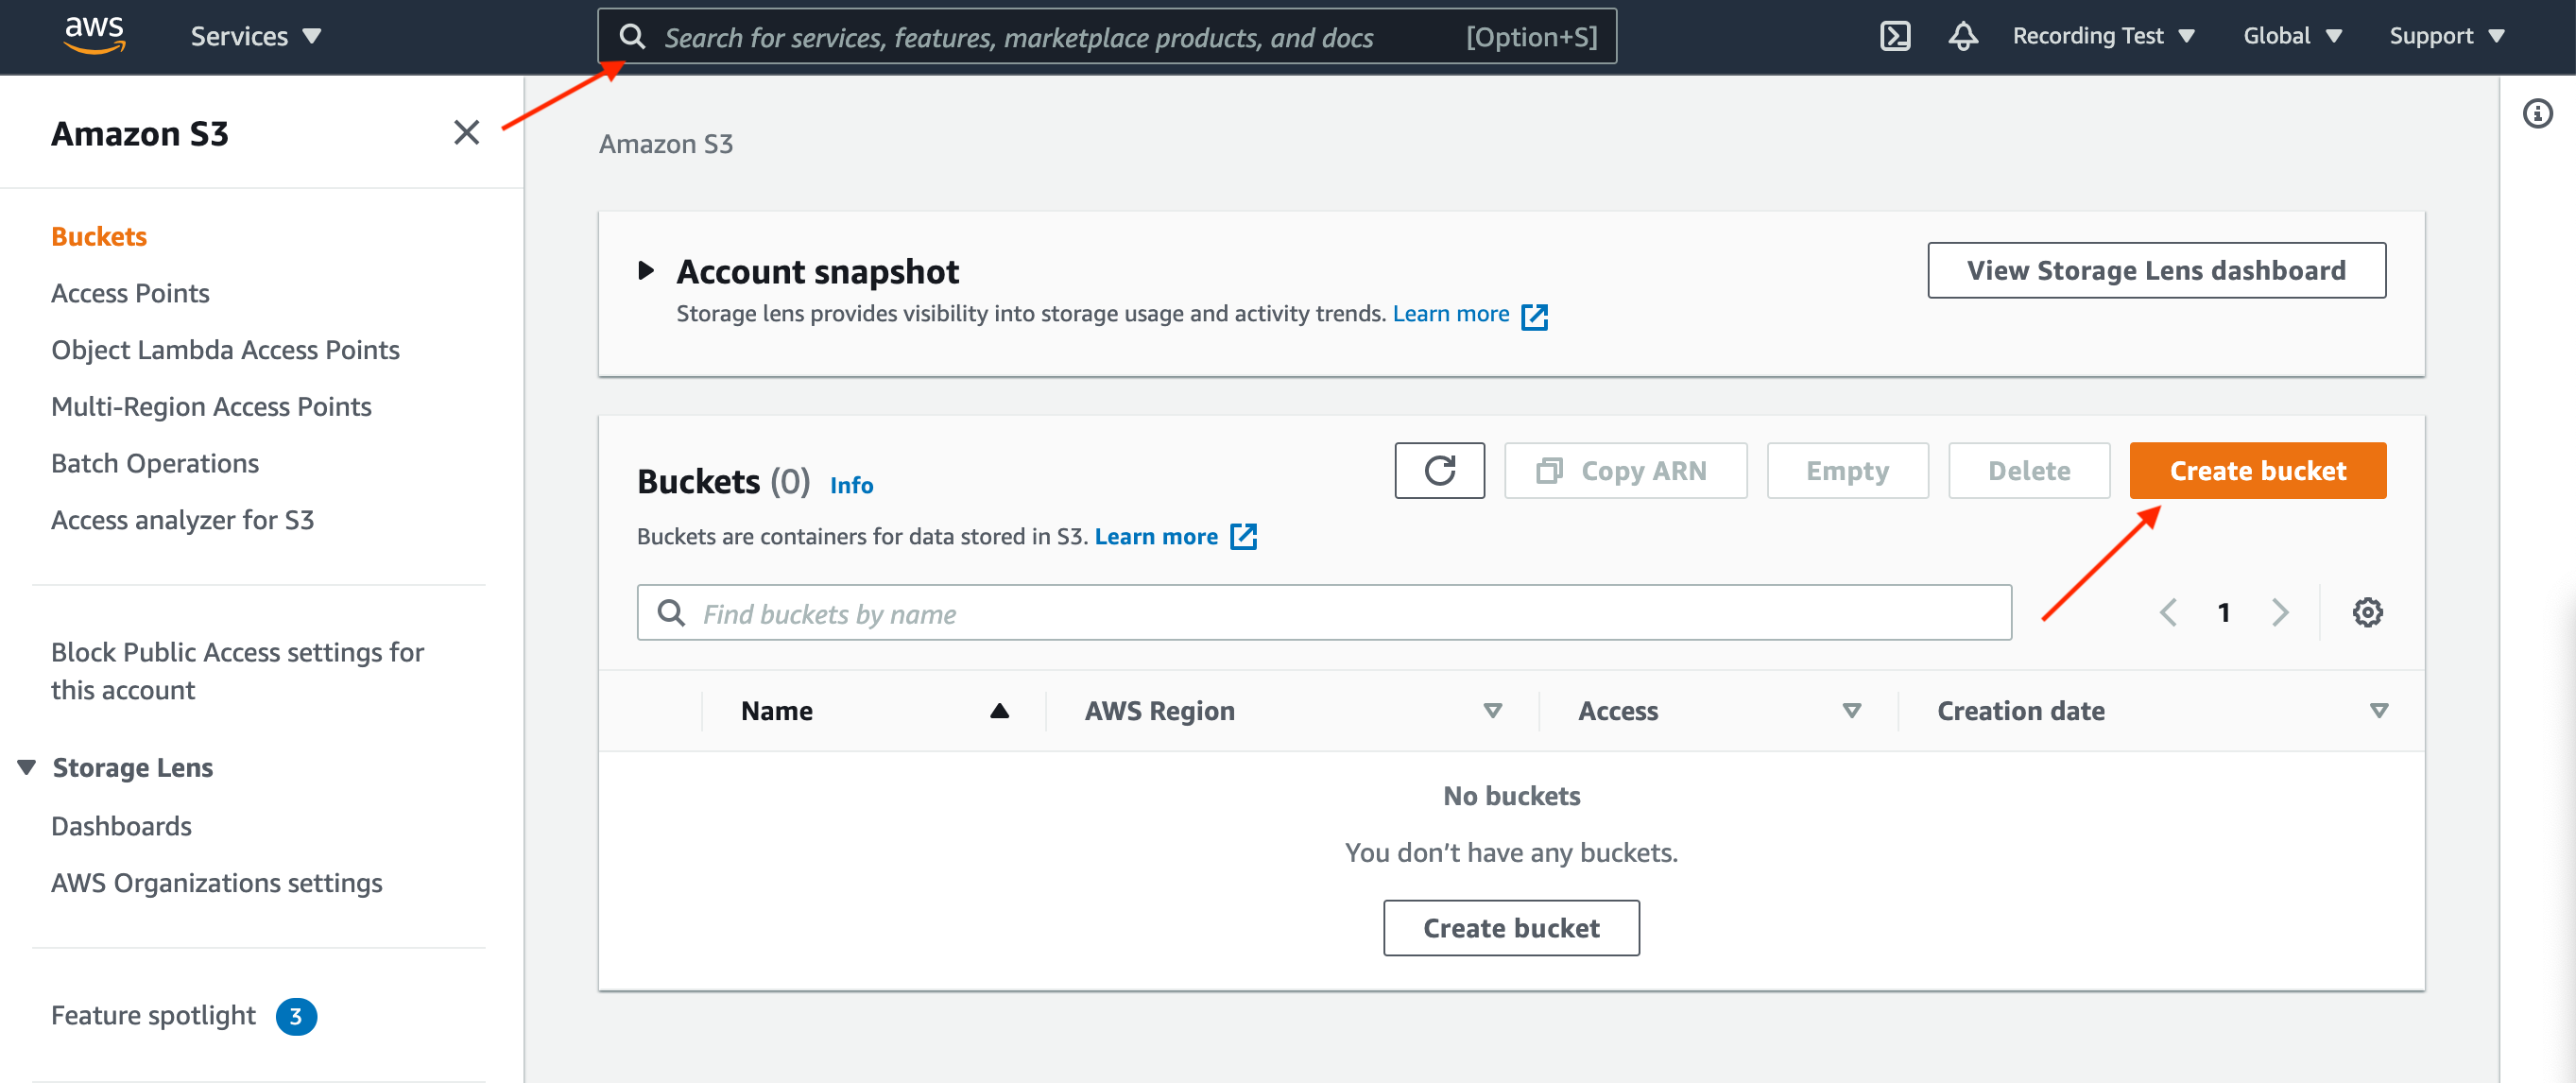 aws
Services
Search for services, features, marketplace products, and docs
[Option+S]
Recording Test
Global
Support
Amazon S3
Buckets
Access Points
Object Lambda Access Points
Multi-Region Access Points
Batch Operations
Access analyzer for S3
Block Public Access settings for
this account
Storage Lens
Dashboards
AWS Organizations settings
Feature spotlight 3
Amazon S3
Account snapshot
Storage lens provides visibility into storage usage and activity trends. Learn more
View Storage Lens dashboard
Buckets (0) Info
Buckets are containers for data stored in S3. Learn more
Copy ARN
Empty
Delete
Create bucket
Find buckets by name
1
Name
AWS Region
Access
Creation date
No buckets
You don’t have any buckets.
Create bucket